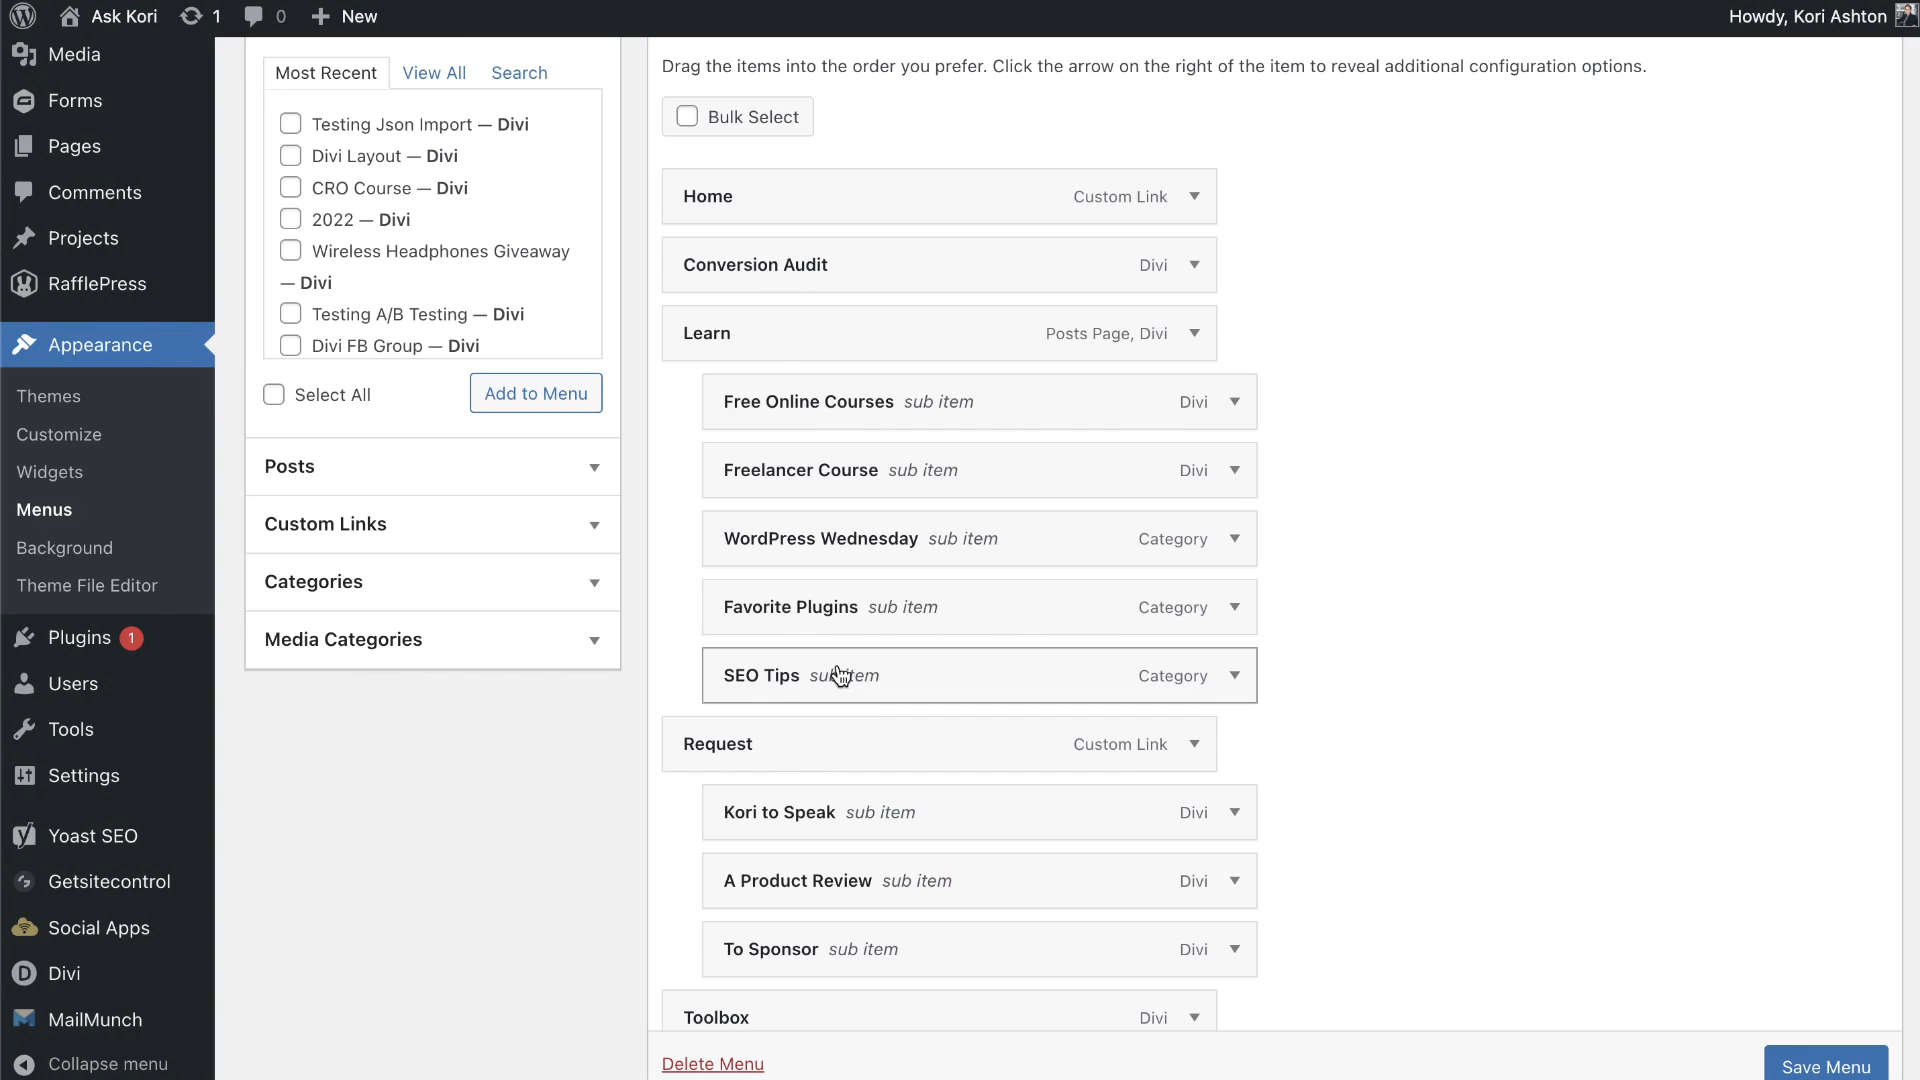 Ask Kori 1 0 New Howdy, Kori Ashton
Media
Forms
Pages
Comments
Projects
RafflePress
Appearance
Themes
Customize
Widgets
Menus
Background
Theme File Editor
Plugins 1
Users
Tools
Settings
Yoast SEO
Getsitecontrol
Social Apps
Divi
MailMunch
Collapse menu
Most Recent View All Search
Testing Json Import — Divi
Divi Layout — Divi
CRO Course — Divi
2022 — Divi
Wireless Headphones Giveaway
— Divi
Testing A/B Testing — Divi
Divi FB Group — Divi
Select All Add to Menu
Posts
Custom Links
Categories
Media Categories
Drag the items into the order you prefer. Click the arrow on the right of the item to reveal additional configuration options.
Bulk Select
Home Custom Link
Conversion Audit Divi
Learn Posts Page, Divi
Free Online Courses sub item Divi
Freelancer Course sub item Divi
WordPress Wednesday sub item Category
Favorite Plugins sub item Category
SEO Tips sub item Category
Request Custom Link
Kori to Speak sub item Divi
A Product Review sub item Divi
To Sponsor sub item Divi
Toolbox Divi
Delete Menu Save Menu